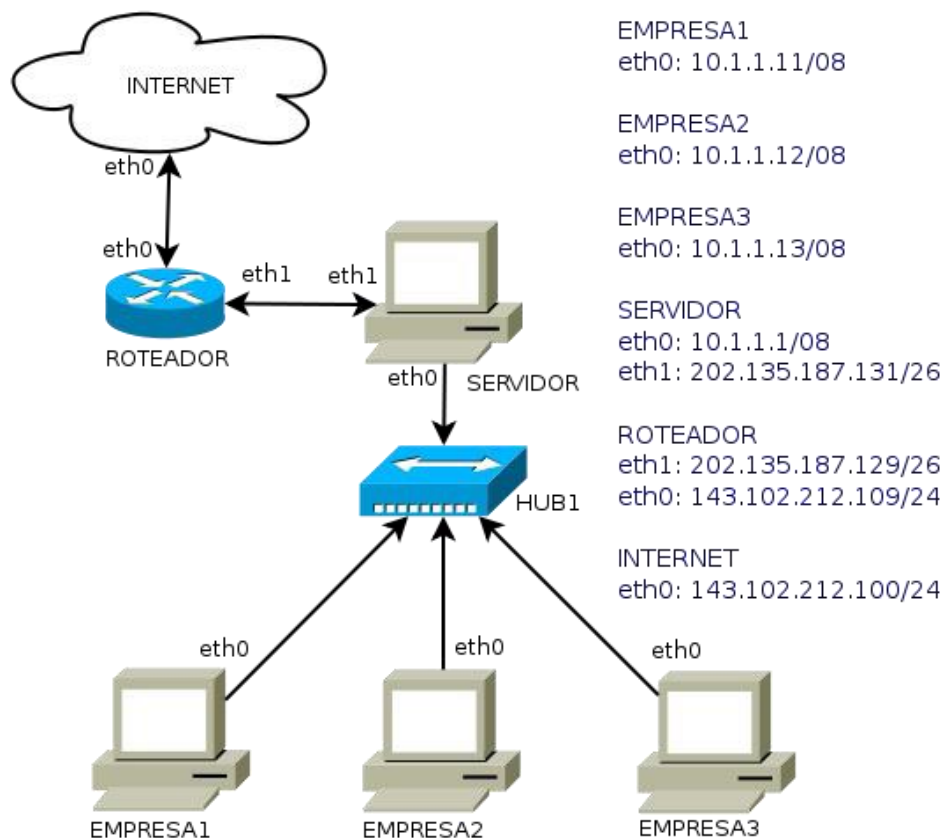 INTERNET
eth0
eth0
eth1
eth1
ROTEADOR
eth0
SERVIDOR
HUB1
eth0
eth0
eth0
EMPRESA1
EMPRESA2
EMPRESA3
EMPRESA1
eth0: 10.1.1.11/08
EMPRESA2
eth0: 10.1.1.12/08
EMPRESA3
eth0: 10.1.1.13/08
SERVIDOR
eth0: 10.1.1.1/08
eth1: 202.135.187.131/26
ROTEADOR
eth1: 202.135.187.129/26
eth0: 143.102.212.109/24
INTERNET
eth0: 143.102.212.100/24